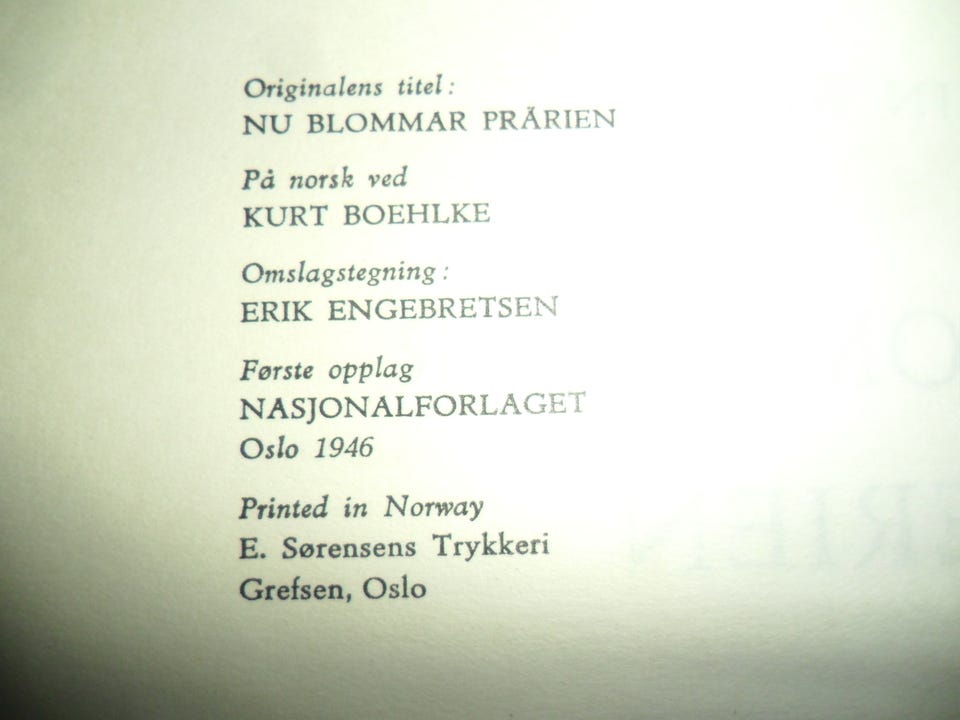 Originalens titel:
NU BLOMMAR PRÄRIEN
På norsk ved
KURT BOEHLKE
Omslagstegning:
ERIK ENGEBRETSEN
Første opplag
NASJONALFORLAGET
Oslo 1946
Printed in Norway
E. Sørensens Trykkeri
Grefsen, Oslo